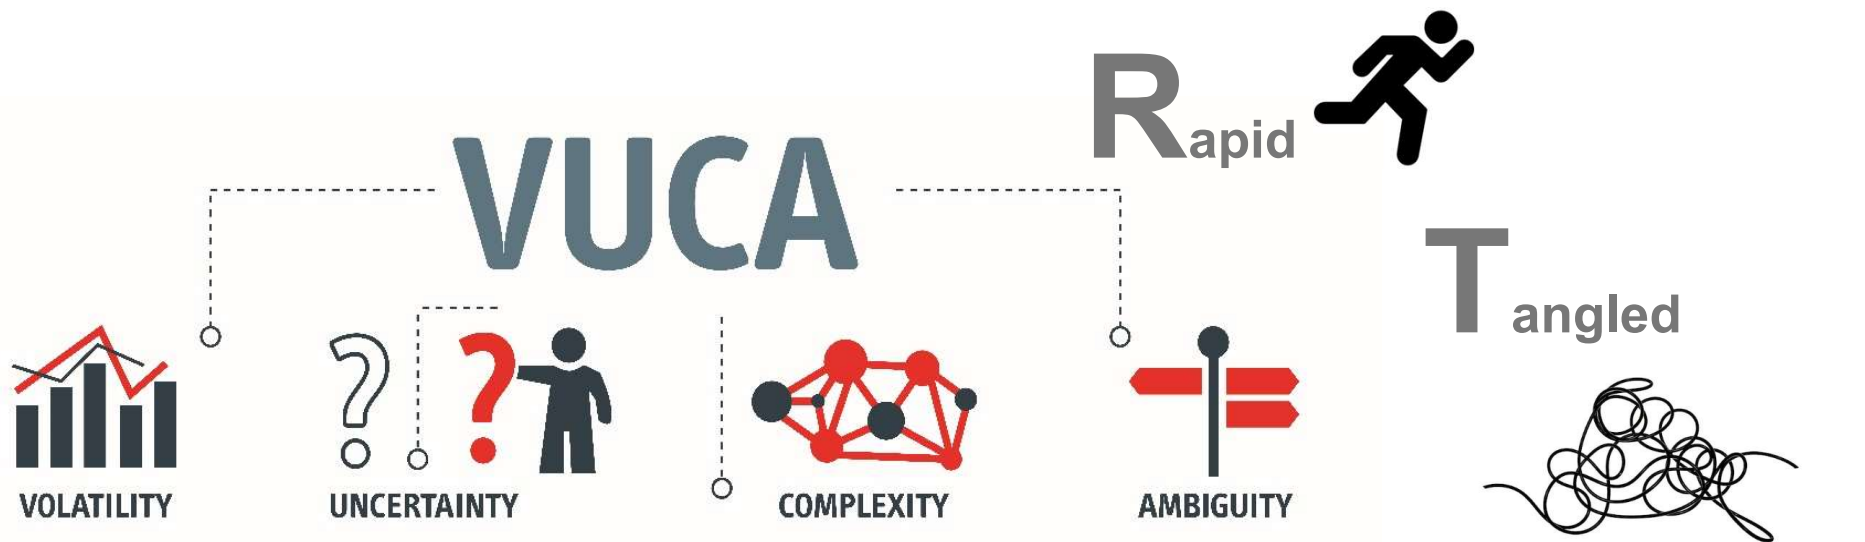 Rapid
VUCA
Tangled
VOLATILITY
UNCERTAINTY
COMPLEXITY
AMBIGUITY